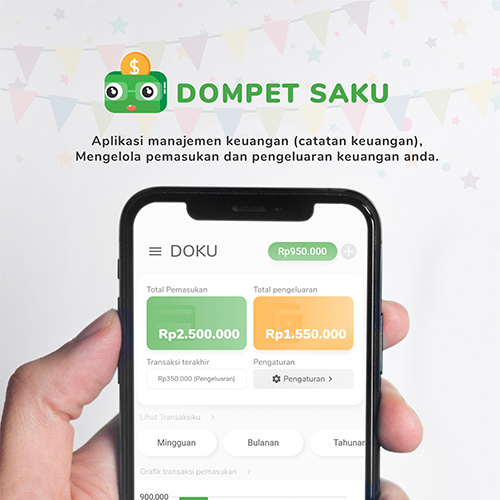 $
DOMPET SAKU
Aplikasi manajemen keuangan (catatan keuangan),
Mengelola pemasukan dan pengeluaran keuangan anda.
DOKU
Rp950.000
Total Pemasukan
Total pengeluaran
Rp2.500.000
Rp1.550.000
Transaksi terakhir
Pengaturan
Rp350.000 (Pengeluaran)
Pengaturan >
Lihat Transaksiku >
Mingguan
Bulanan
Tahunan
Grafik transaksi pemasukan >
900,000